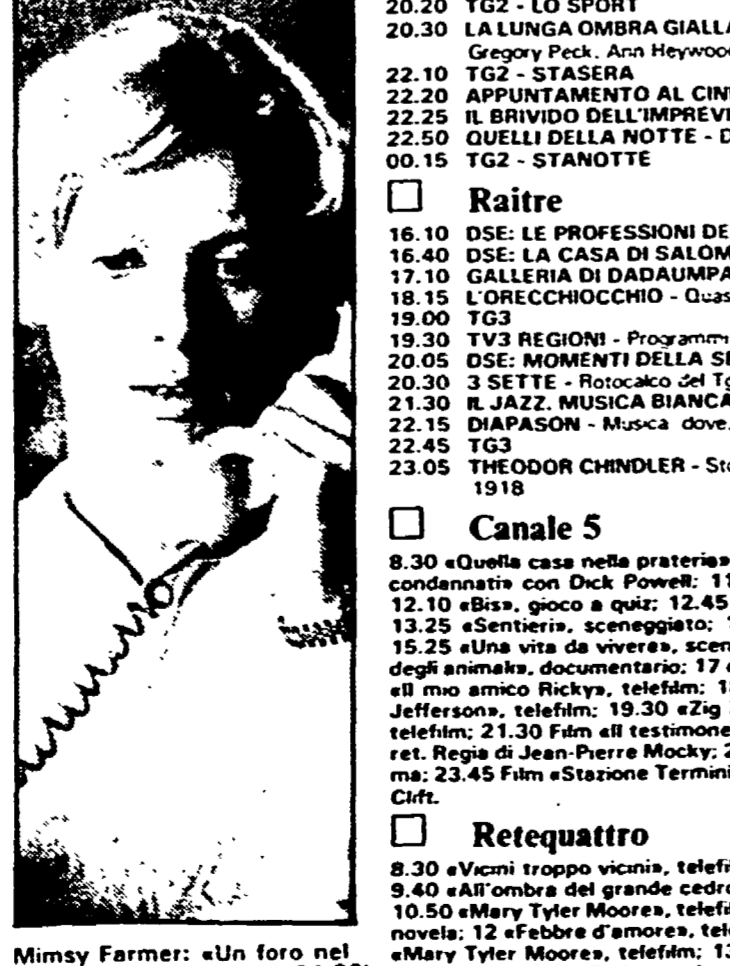 20.20 TG2 - LO SPORT
20.30 LA LUNGA OMBRA GIALLA
Gregory Peck. Ann Heywood
22.10 TG2 - STASERA
22.20 APPUNTAMENTO AL CIN
22.25 IL BRIVIDO DELL'IMPREVI
22.50 QUELLI DELLA NOTTE - D
00.15 TG2 - STANOTTE
Raitre
16.10 DSE: LE PROFESSIONI DE
16.40 DSE: LA CASA DI SALOM
17.10 GALLERIA DI DADAUMPA
18.15 L'ORECCHIOCCHIO - Quas
19.00 TG3
19.30 TV3 REGIONI - Programmi
20.05 DSE: MOMENTI DELLA S
20.30 3 SETTE - Rotocalco del Tg
21.30 IL JAZZ. MUSICA BIANCA
22.15 DIAPASON - Musica dove
22.45 TG3
23.05 THEODOR CHINDLER - Sto
1918
Canale 5
8.30 «Quella casa nella prateria»
condannati» con Dick Powell; 11
12.10 «Bis», gioco a quiz; 12.45
13.25 «Sentieri», sceneggiato;
15.25 «Una vita da vivere», scen
degli animali», documentario; 17
«Il mio amico Ricky», telefilm; 1
Jefferson», telefilm; 19.30 «Zig
telefilm; 21.30 Film «Il testimone
ret. Regia di Jean-Pierre Mocky; 2
ma; 23.45 Film «Stazione Termini
Clift.
Retequattro
8.30 «Vicini troppo vicini», telefi
9.40 «All'ombra del grande cedro
10.50 «Mary Tyler Moore», telefi
novela; 12 «Febbre d'amore», tele
«Mary Tyler Moore», telefilm; 13
Mimsy Farmer: «Un foro nel